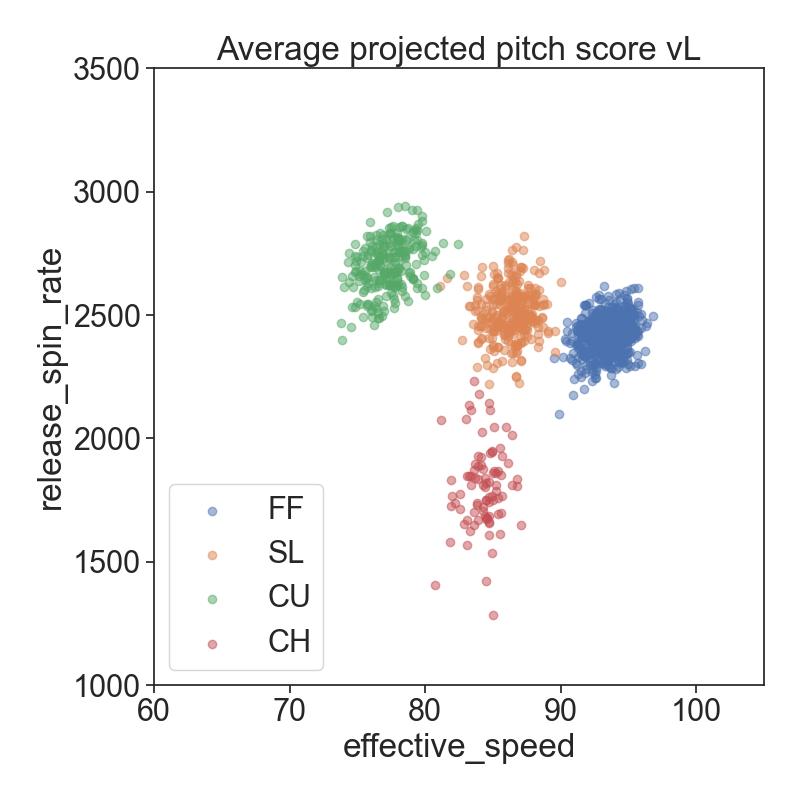 Average projected pitch score vL
3500
3000
2500
2000
1500
1000
release_spin_rate
FF
SL
CU
CH
60 70 80 90 100
effective_speed